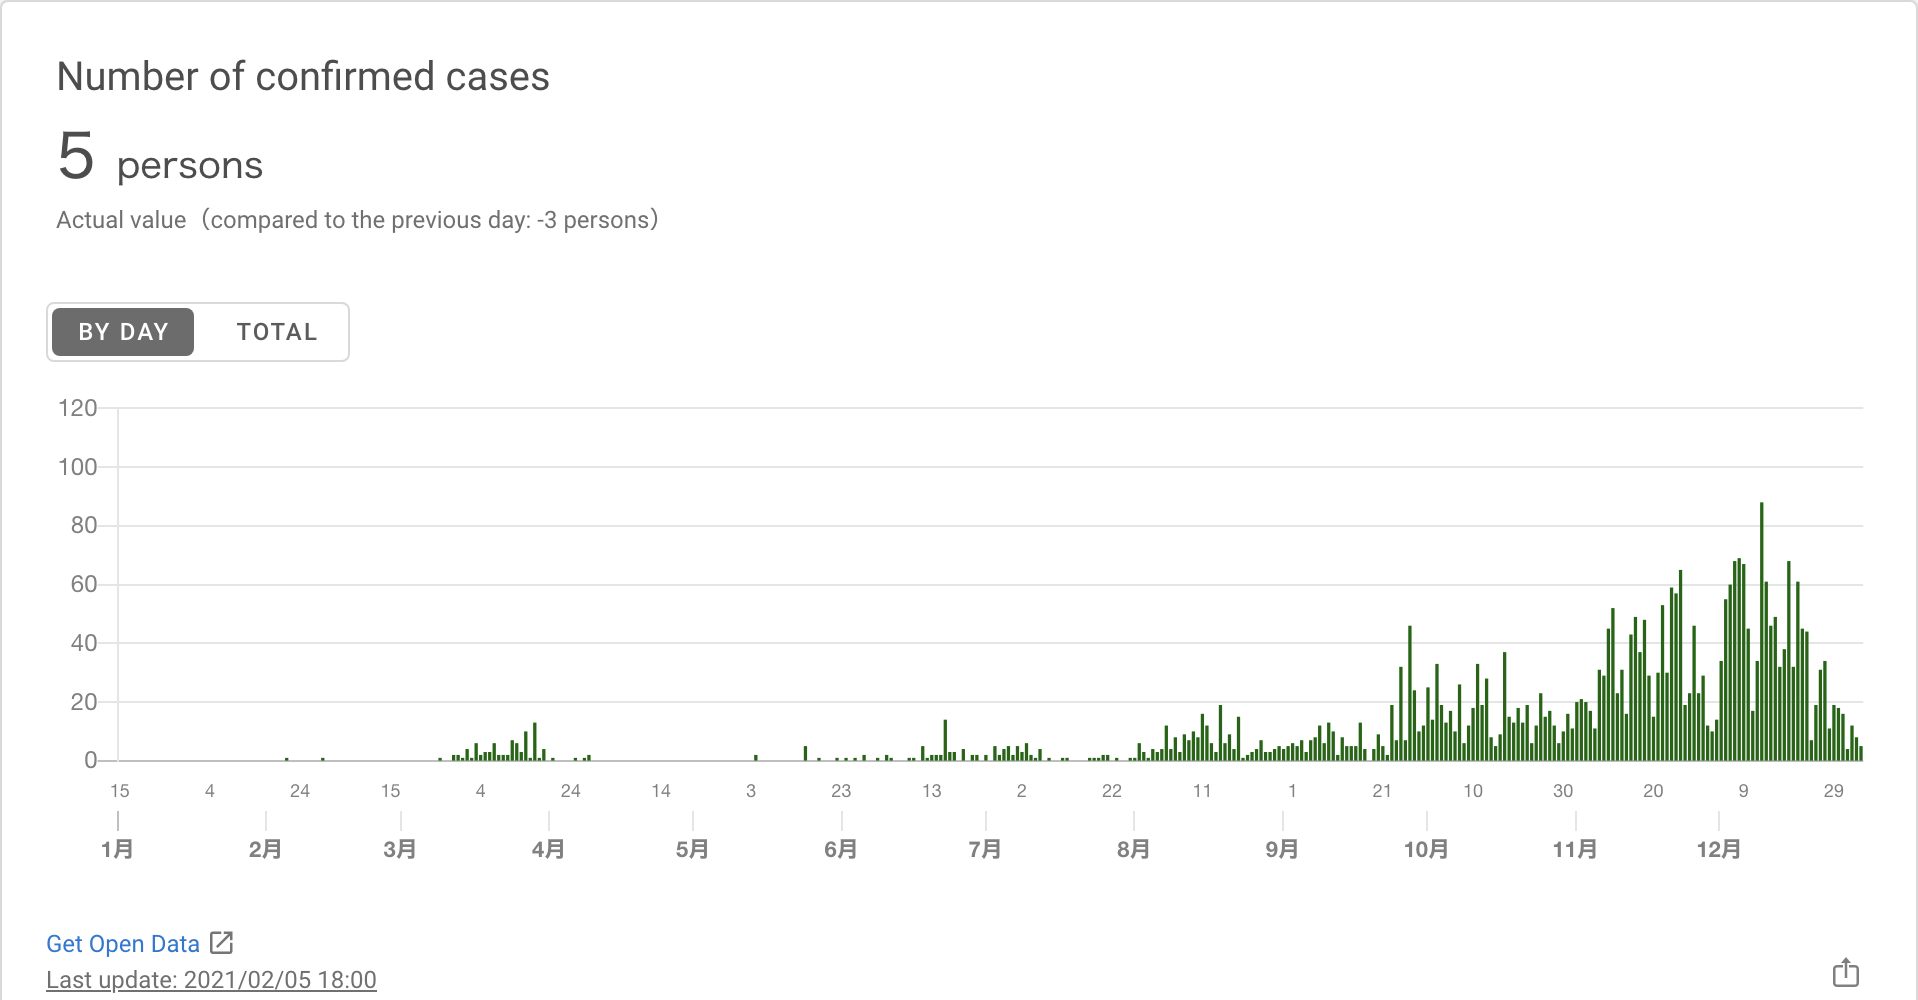 Number of confirmed cases
5 persons
Actual value（compared to the previous day: -3 persons）
BY DAY TOTAL
120
100
80
60
40
20
0
15 4 24 15 4 24 14 3 23 13 2 22 11 1 21 10 30 20 9 29
1月 2月 3月 4月 5月 6月 7月 8月 9月 10月 11月 12月
Get Open Data
Last update: 2021/02/05 18:00